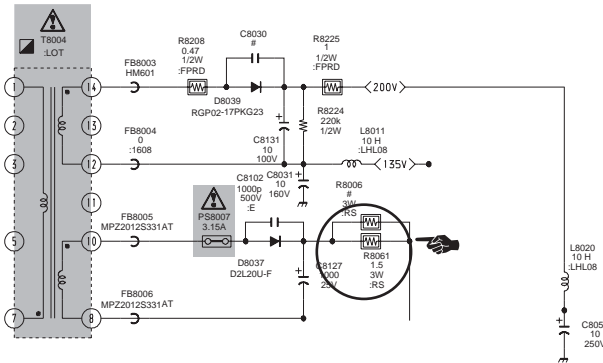 T8004
:LOT
1
2
3
5
7
14
13
12
11
10
8
FB8003
HM601
R8208
0.47
1/2W
:FPRD
C8030
#
D8039
RGP02-17PKG23
R8225
1
1/2W
:FPRD
200V
R8224
220k
1/2W
C8131
10
100V
FB8004
0
:1608
L8011
10 H
:LHL08
135V
C8031
10
160V
C8102
1000p
500V
:E
FB8005
MPZ2012S331AT
PS8007
3.15A
D8037
D2L20U-F
R8006
#
3W
:RS
R8061
1.5
3W
:RS
C8127
1000
25V
FB8006
MPZ2012S331AT
L8020
10 H
:LHL08
C805
10
250V